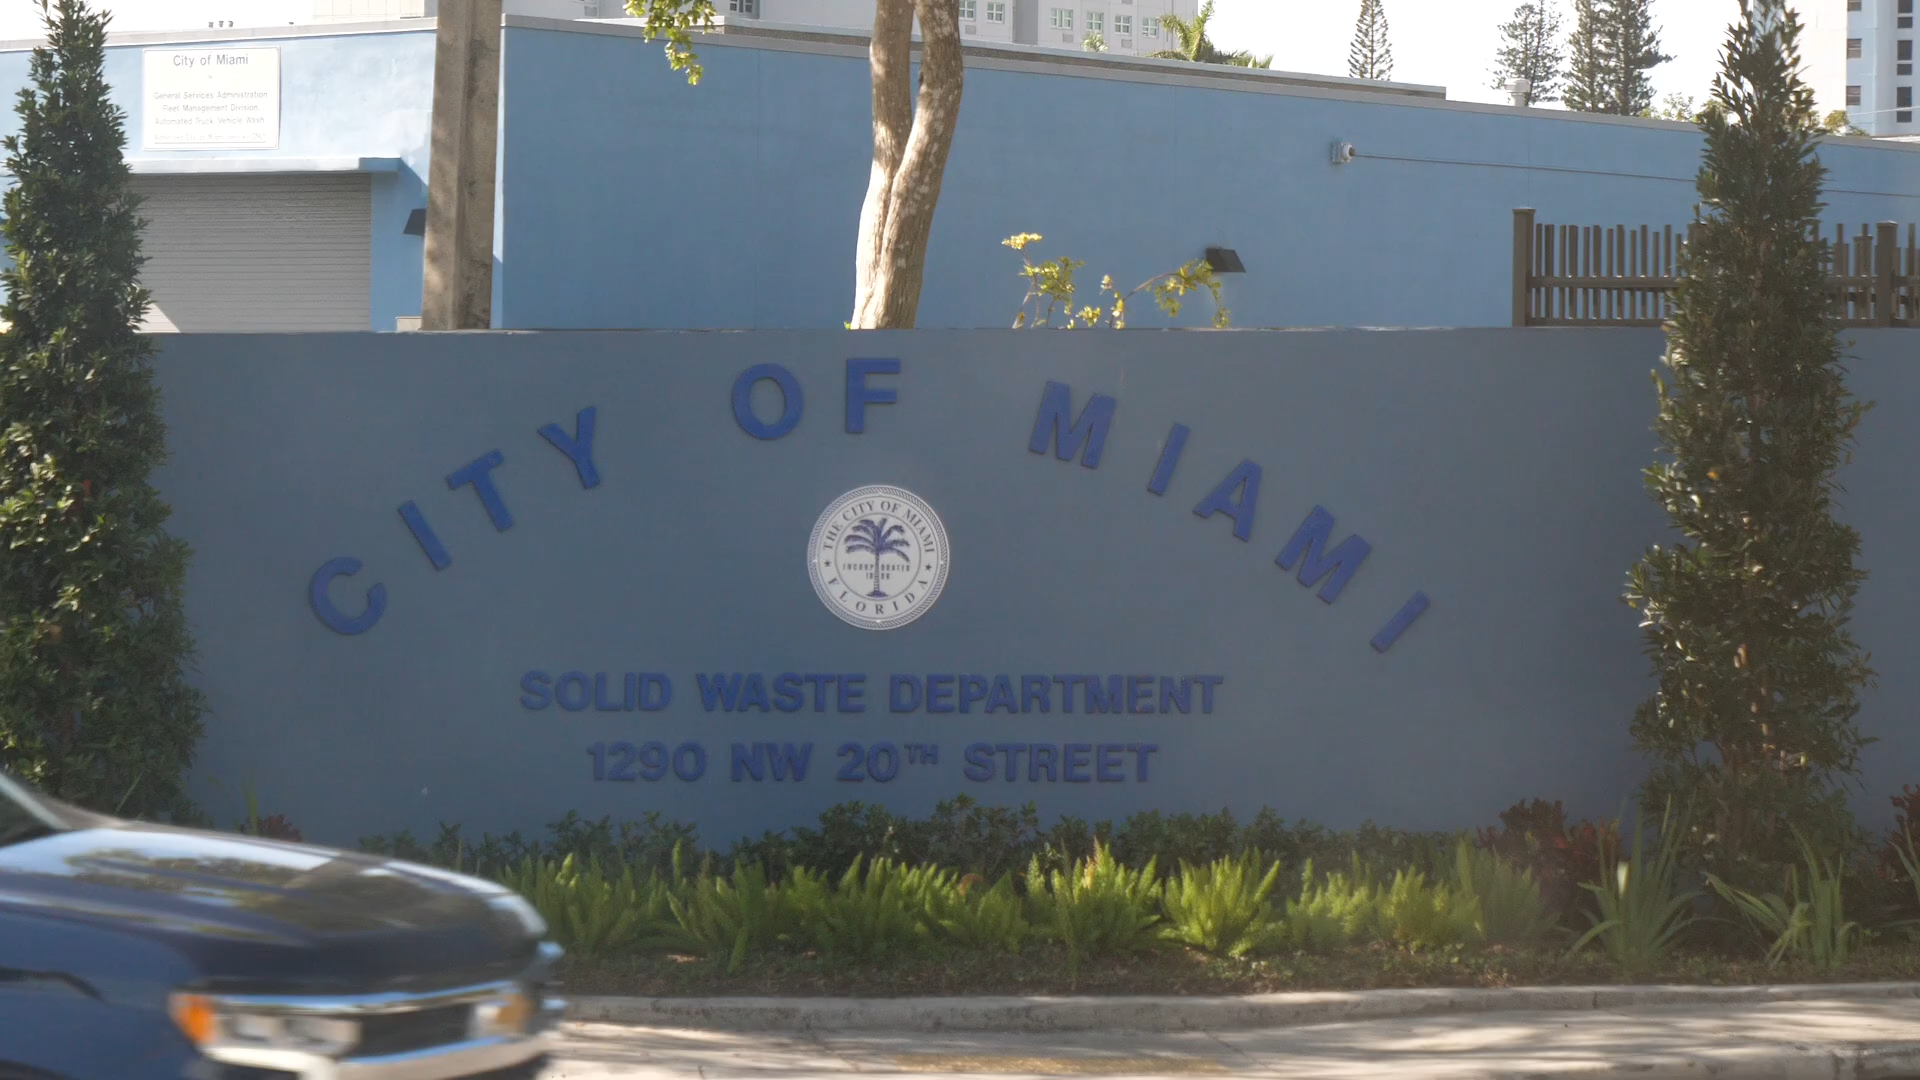 City of Miami
General Services Administration
Fleet Management Division
Automated Truck Vehicle Wash
CITY OF MIAMI
THE CITY OF MIAMI
INCORPORATED
FLORIDA
SOLID WASTE DEPARTMENT
1290 NW 20TH STREET